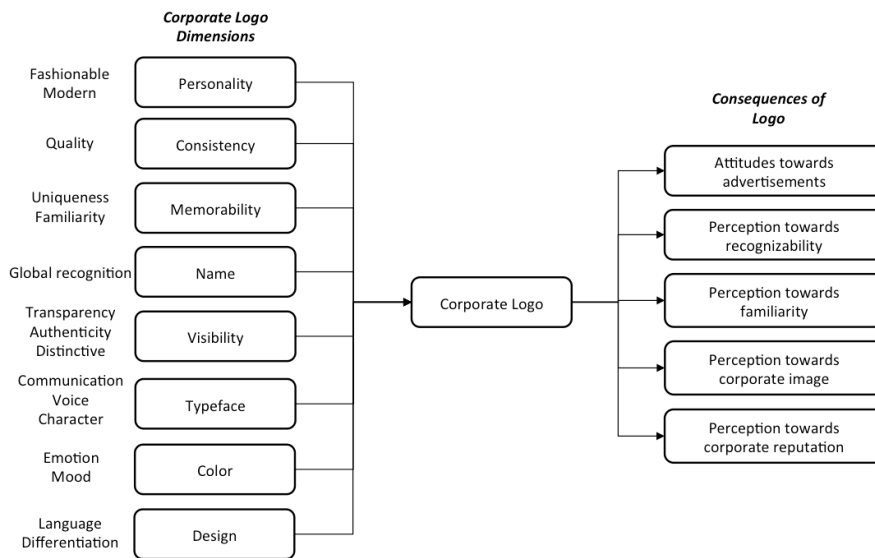 Corporate Logo
Dimensions
Fashionable
Modern
Personality
Quality
Consistency
Uniqueness
Familiarity
Memorability
Global recognition
Name
Transparency
Authenticity
Distinctive
Visibility
Communication
Voice
Character
Typeface
Emotion
Mood
Color
Language
Differentiation
Design
Corporate Logo
Consequences of
Logo
Attitudes towards
advertisements
Perception towards
recognizability
Perception towards
familiarity
Perception towards
corporate image
Perception towards
corporate reputation